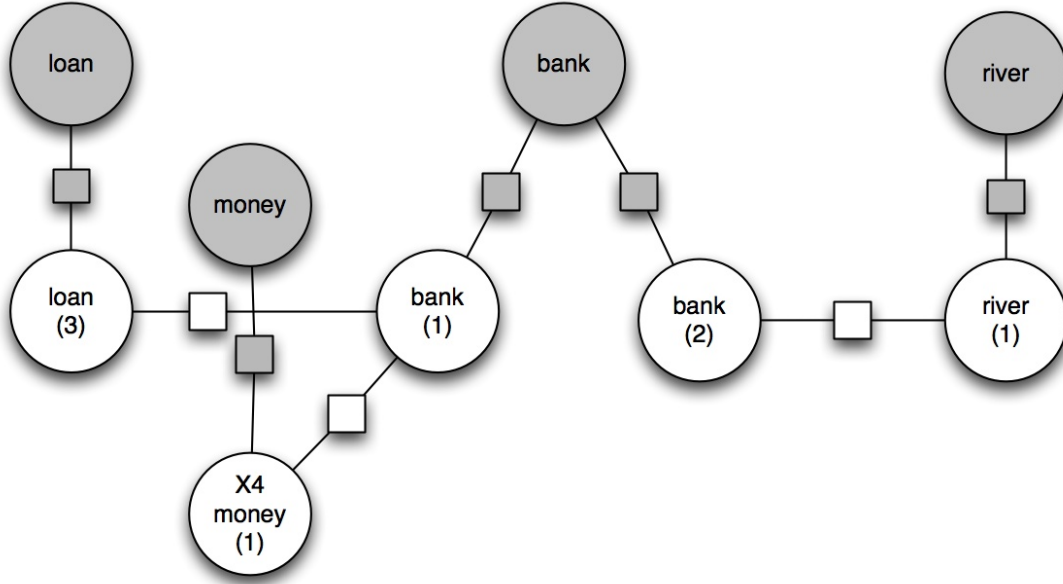 loan
bank
river
money
loan
(3)
bank
(1)
bank
(2)
river
(1)
X4
money
(1)